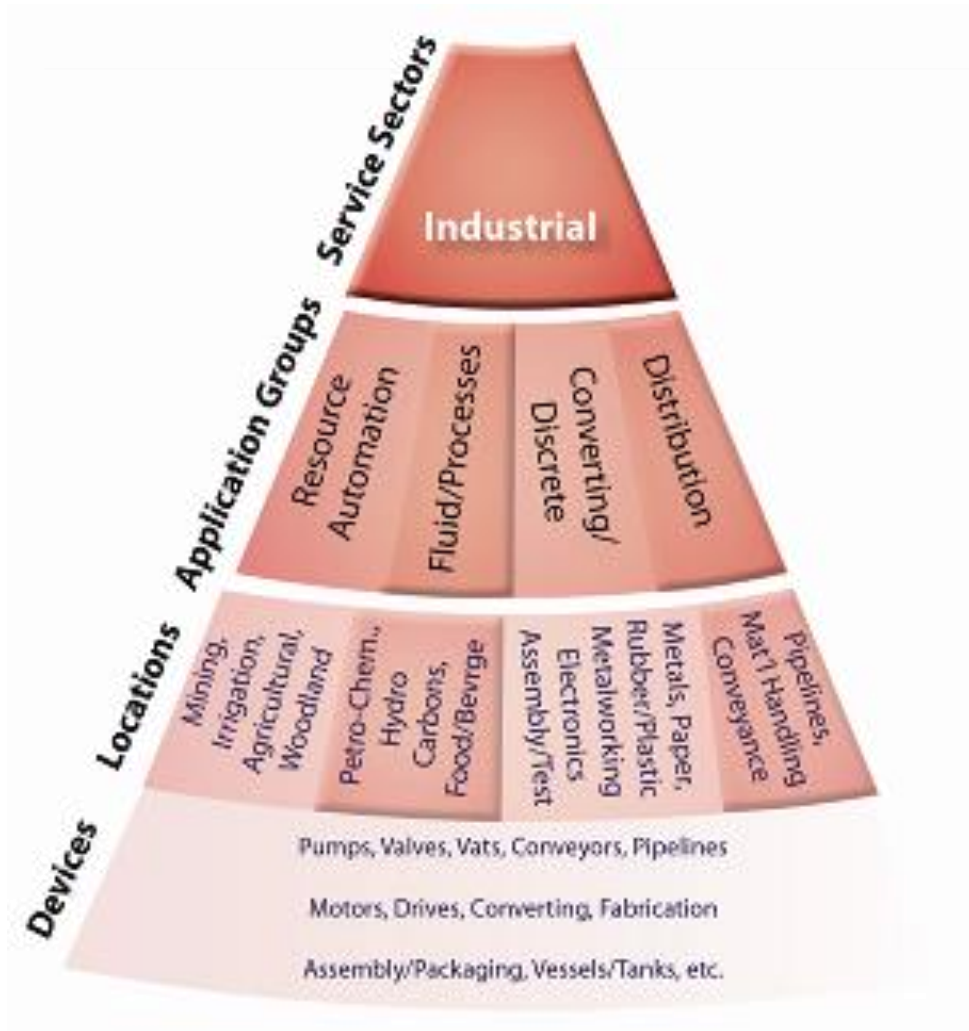 Service Sectors
Industrial
Application Groups
Resource
Automation
Fluid/Processes
Converting/
Discrete
Distribution
Locations
Mining,
Irrigation,
Agricultural,
Woodland
Petro-Chem.,
Hydro
Carbons,
Food/Bevrge
Metals, Paper,
Rubber/Plastic
Metalworking
Electronics
Assembly/Test
Pipelines,
Mat'l Handling
Conveyance
Devices
Pumps, Valves, Vats, Conveyors, Pipelines
Motors, Drives, Converting, Fabrication
Assembly/Packaging, Vessels/Tanks, etc.